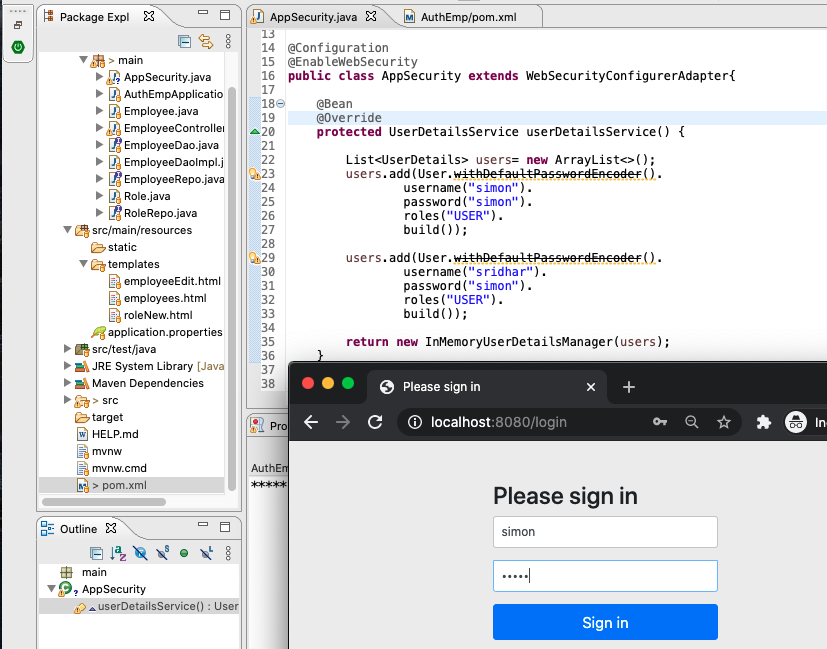 Package Expl
> main
AppSecurity.java
AuthEmpApplicatio
Employee.java
EmployeeController
EmployeeDao.java
EmployeeDaoImpl.j
EmployeeRepo.java
Role.java
RoleRepo.java
src/main/resources
static
templates
employeeEdit.html
employees.html
roleNew.html
application.properties
src/test/java
JRE System Library [Java
Maven Dependencies
> src
target
HELP.md
mvnw
mvnw.cmd
> pom.xml
Outline
main
AppSecurity
userDetailsService() : User
AppSecurity.java
AuthEmp/pom.xml
13
14 @Configuration
15 @EnableWebSecurity
16 public class AppSecurity extends WebSecurityConfigurerAdapter{
17
18 @Bean
19 @Override
20 protected UserDetailsService userDetailsService() {
21
22 List<UserDetails> users= new ArrayList<>();
23 users.add(User.withDefaultPasswordEncoder().
24 username("simon").
25 password("simon").
26 roles("USER").
27 build());
28
29 users.add(User.withDefaultPasswordEncoder().
30 username("sridhar").
31 password("simon").
32 roles("USER").
33 build());
34
35 return new InMemoryUserDetailsManager(users);
36 }
37
38
Pro
AuthEm
*****
Please sign in
localhost:8080/login
In
Please sign in
simon
•••••
Sign in